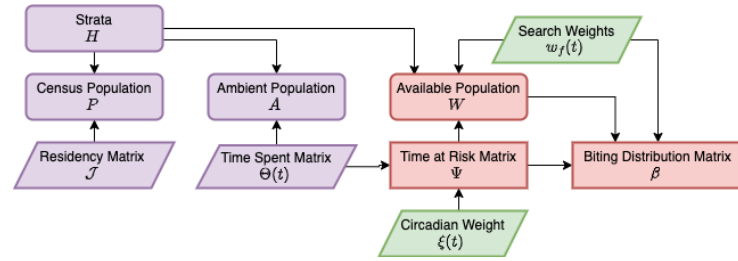 Strata
H
Search Weights
w_f(t)
Census Population
P
Ambient Population
A
Available Population
W
Residency Matrix
𝒥
Time Spent Matrix
Θ(t)
Time at Risk Matrix
Ψ
Biting Distribution Matrix
β
Circadian Weight
ξ(t)